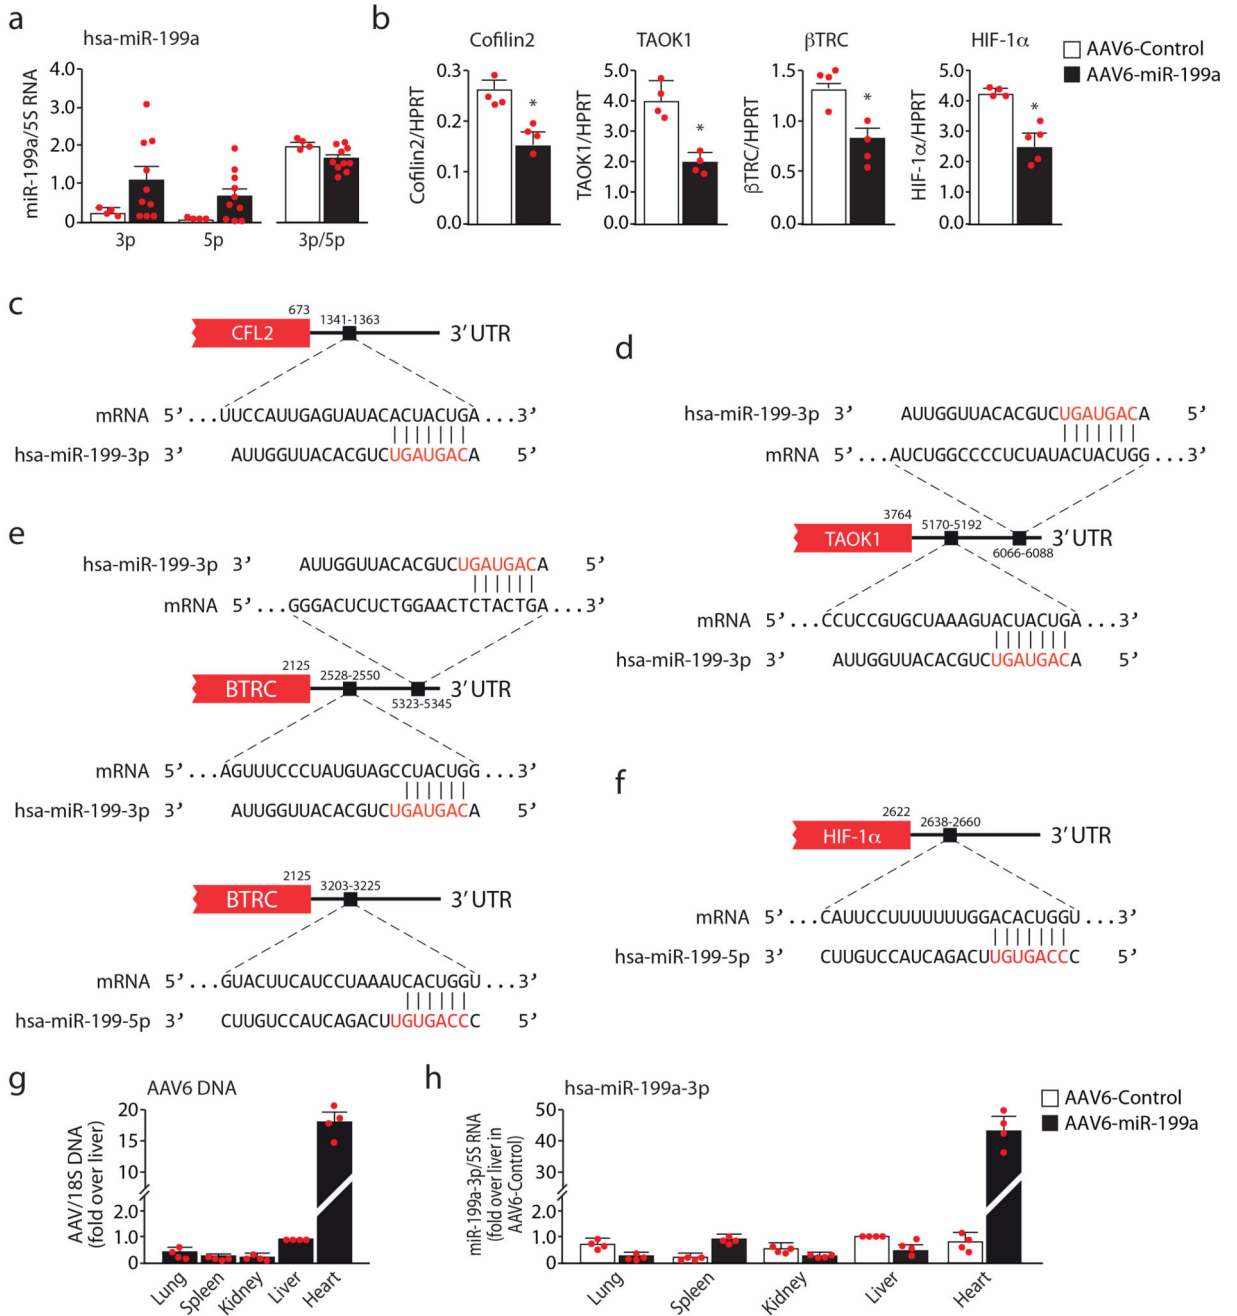 a
hsa-miR-199a
miR-199a/5S RNA
4.0
3.0
2.0
1.0
0
3p
5p
3p/5p
b
Cofilin2
Cofilin2/HPRT
0.3
0.2
0.1
0.0
*
TAOK1
TAOK1/HPRT
5.0
4.0
3.0
2.0
1.0
0.0
*
βTRC
βTRC/HPRT
1.5
1.0
0.5
0.0
*
HIF-1α
HIF-1α/HPRT
5.0
4.0
3.0
2.0
1.0
0.0
*
AAV6-Control
AAV6-miR-199a
c
673
1341-1363
CFL2
3’ UTR
mRNA 5’ ...UUCCAUUGAGUAUACACUACUGA...3’
hsa-miR-199-3p 3’ AUUGGUUACACGUCUGAUGACA 5’
d
hsa-miR-199-3p 3’ AUUGGUUACACGUCUGAUGACA 5’
mRNA 5’ ...AUCUGGCCCCUCUAUACUACUGG...3’
3764
5170-5192
TAOK1
3’ UTR
6066-6088
mRNA 5’ ...CCUCCGUGCUAAAGUACUACUGA...3’
hsa-miR-199-3p 3’ AUUGGUUACACGUCUGAUGACA 5’
e
hsa-miR-199-3p 3’ AUUGGUUACACGUCUGAUGACA 5’
mRNA 5’ ...GGGACUCUCTGGAACTCTACTGA...3’
2125
2528-2550
BTRC
3’ UTR
5323-5345
mRNA 5’ ...AGUUUCCCUAUGUAGCCUACUGG...3’
hsa-miR-199-3p 3’ AUUGGUUACACGUCUGAUGACA 5’
2125
3203-3225
BTRC
3’ UTR
mRNA 5’ ...GUACUUCAUCCUAAAUCACUGGU...3’
hsa-miR-199-5p 3’ CUUGUCCAUCAGACUUGUGACCC 5’
f
2622
2638-2660
HIF-1α
3’ UTR
mRNA 5’ ...CAUUCCUUUUUUUGGACACUGGU...3’
hsa-miR-199-5p 3’ CUUGUCCAUCAGACUUGUGACCC 5’
g
AAV6 DNA
AAV/18S DNA
(fold over liver)
20
15
10
2.0
1.0
0
Lung
Spleen
Kidney
Liver
Heart
h
hsa-miR-199a-3p
miR-199a-3p/5S RNA
(fold over liver in
AAV6-Control)
50
40
30
2.0
1.0
0
Lung
Spleen
Kidney
Liver
Heart
AAV6-Control
AAV6-miR-199a